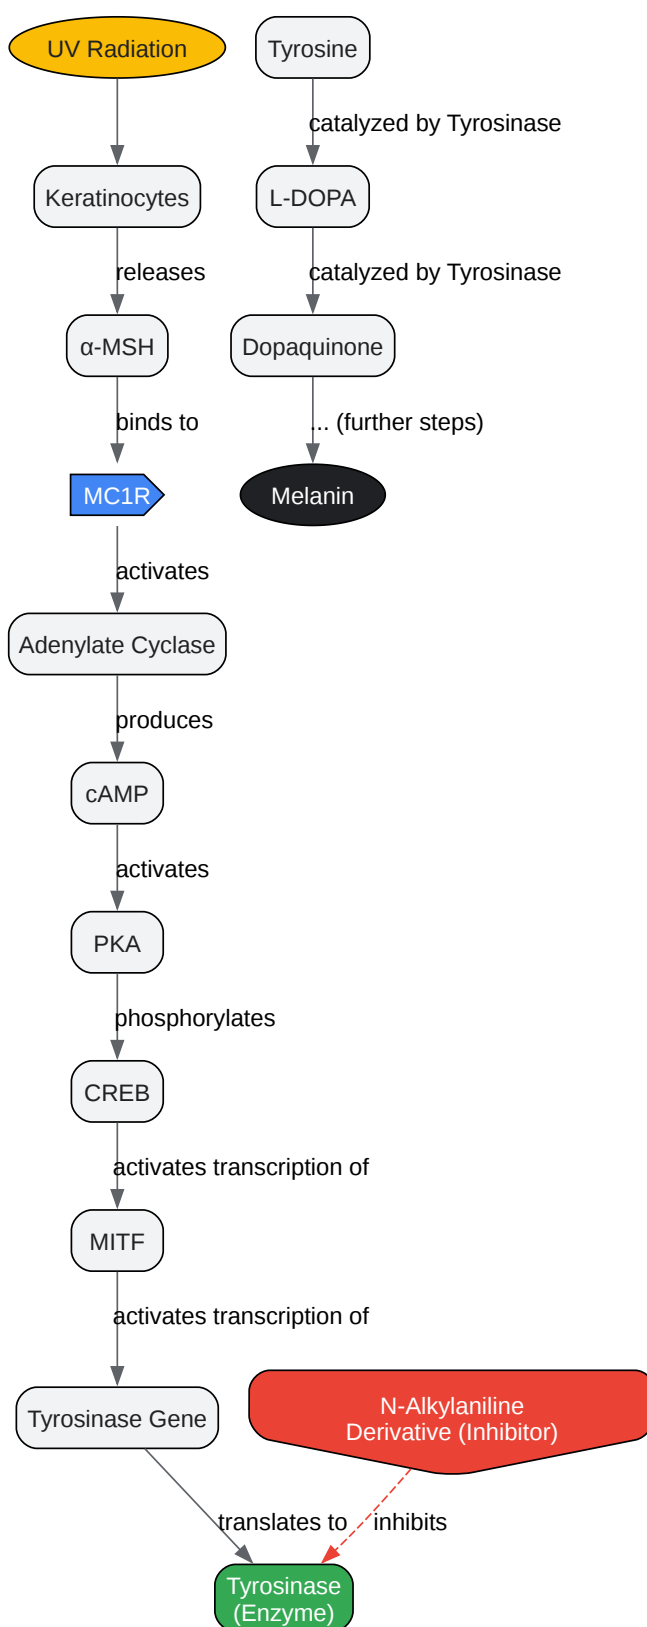 UV Radiation
Tyrosine
catalyzed by Tyrosinase
Keratinocytes
L-DOPA
releases
catalyzed by Tyrosinase
α-MSH
Dopaquinone
binds to
... (further steps)
MC1R
Melanin
activates
Adenylate Cyclase
produces
cAMP
activates
PKA
phosphorylates
CREB
activates transcription of
MITF
activates transcription of
Tyrosinase Gene
N-Alkylaniline
Derivative (Inhibitor)
translates to
inhibits
Tyrosinase
(Enzyme)